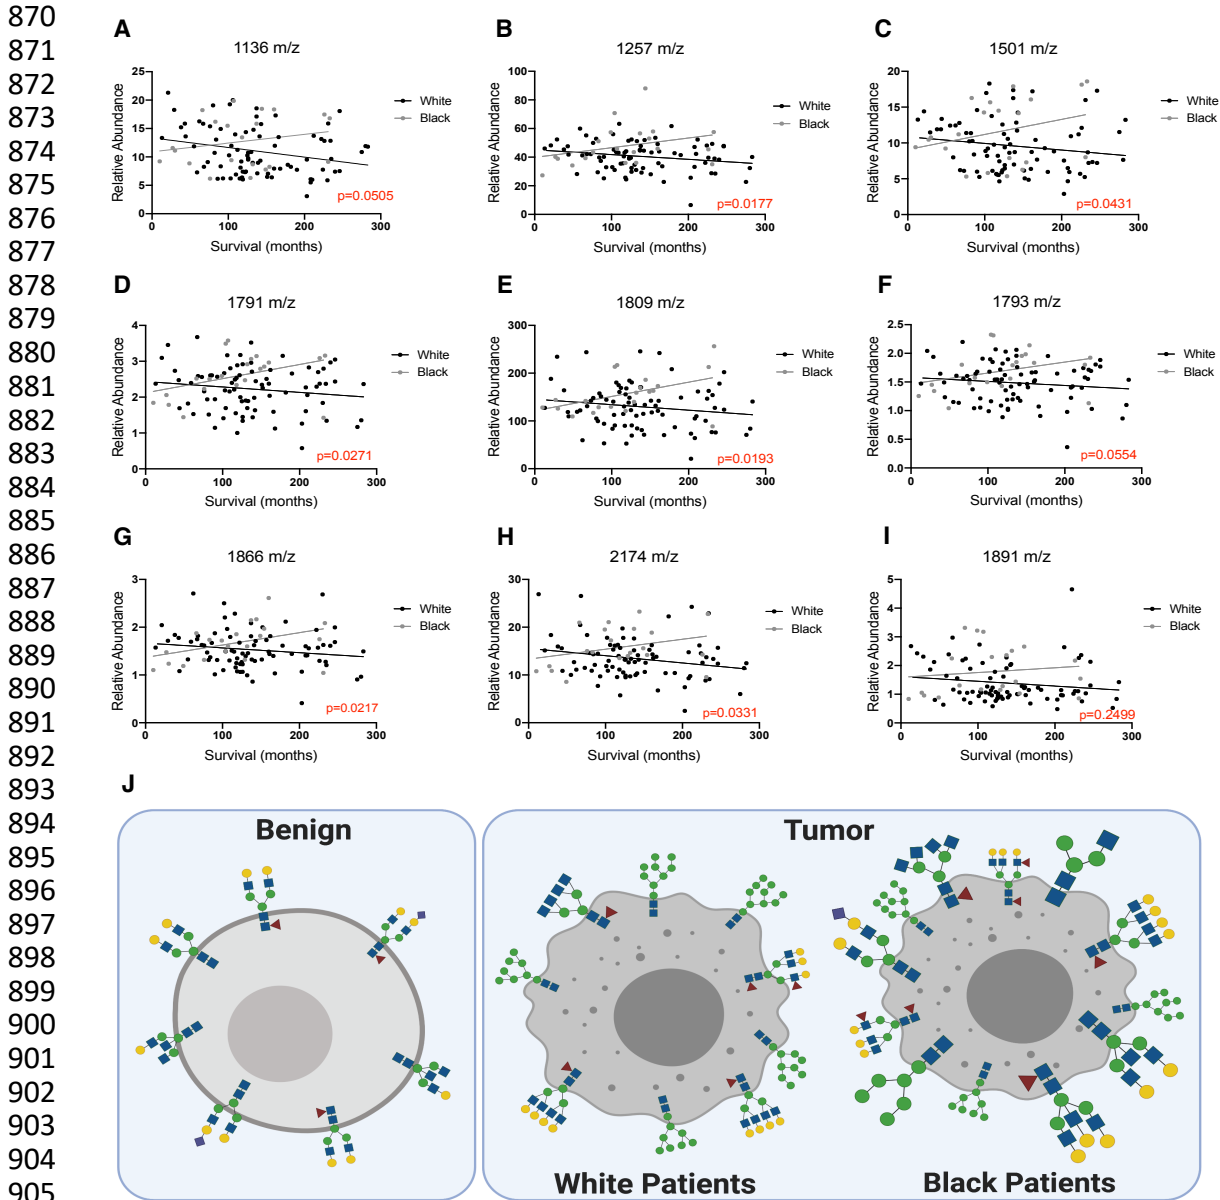 870
871
872
873
874
875
876
877
878
879
880
881
882
883
884
885
886
887
888
889
890
891
892
893
894
895
896
897
898
899
900
901
902
903
904
905
A
1136 m/z
Relative Abundance
25
20
15
10
5
0
0 100 200 300
Survival (months)
White
Black
p=0.0505
B
1257 m/z
Relative Abundance
100
80
60
40
20
0
0 100 200 300
Survival (months)
White
Black
p=0.0177
C
1501 m/z
Relative Abundance
20
15
10
5
0
0 100 200 300
Survival (months)
White
Black
p=0.0431
D
1791 m/z
Relative Abundance
4
3
2
1
0
0 100 200 300
Survival (months)
White
Black
p=0.0271
E
1809 m/z
Relative Abundance
300
200
100
0
0 100 200 300
Survival (months)
White
Black
p=0.0193
F
1793 m/z
Relative Abundance
2.5
2.0
1.5
1.0
0.5
0.0
0 100 200 300
Survival (months)
White
Black
p=0.0554
G
1866 m/z
Relative Abundance
3
2
1
0
0 100 200 300
Survival (months)
White
Black
p=0.0217
H
2174 m/z
Relative Abundance
30
20
10
0
0 100 200 300
Survival (months)
White
Black
p=0.0331
I
1891 m/z
Relative Abundance
5
4
3
2
1
0
0 100 200 300
Survival (months)
White
Black
p=0.2499
J
Benign
Tumor
White Patients
Black Patients